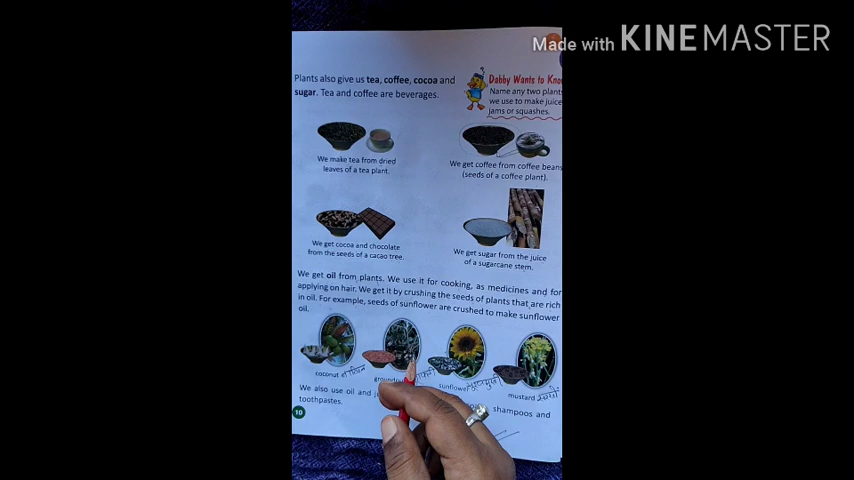 Made with KINEMASTER
Plants also give us tea, coffee, cocoa and
sugar. Tea and coffee are beverages.
Dabby Wants to Know
Name any two plants
we use to make juice
jams or squashes.
We make tea from dried
leaves of a tea plant.
We get coffee from coffee beans
(seeds of a coffee plant).
We get cocoa and chocolate
from the seeds of a cacao tree.
We get sugar from the juice
of a sugarcane stem.
We get oil from plants. We use it for cooking, as medicines and for
applying on hair. We get it by crushing the seeds of plants that are rich
in oil. For example, seeds of sunflower are crushed to make sunflower
oil.
coconut
sunflower
mustard
We also use oil and
shampoos and
toothpastes.
10